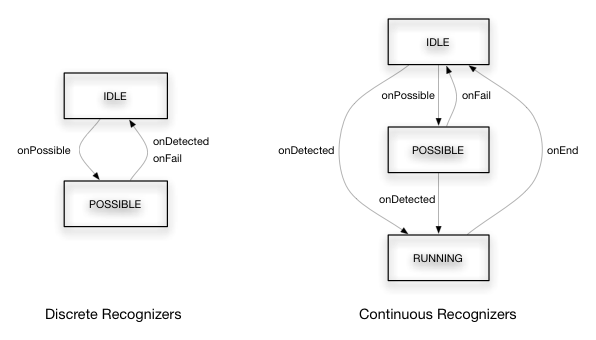 IDLE
onPossible
onDetected
onFail
POSSIBLE
Discrete Recognizers
IDLE
onPossible
onFail
onDetected
POSSIBLE
onEnd
onDetected
RUNNING
Continuous Recognizers